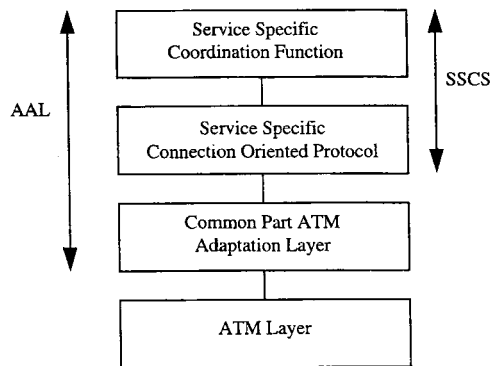 Service Specific
Coordination Function
SSCS
AAL
Service Specific
Connection Oriented Protocol
Common Part ATM
Adaptation Layer
ATM Layer